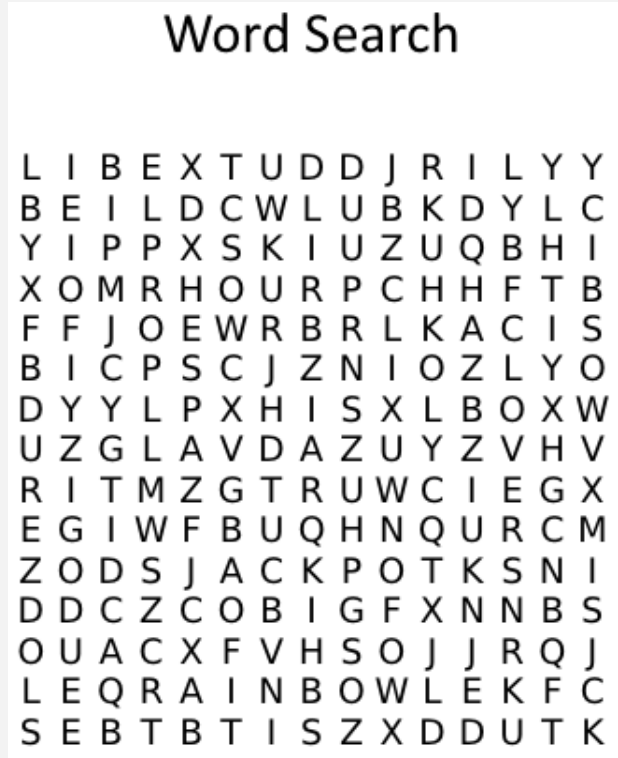 Word Search
L I B E X T U D D J R I L Y Y
B E I L D C W L U B K D Y L C
Y I P P X S K I U Z U Q B H I
X O M R H O U R P C H H F T B
F F J O E W R B R L K A C I S
B I C P S C J Z N I O Z L Y O
D Y Y L P X H I S X L B O X W
U Z G L A V D A Z U Y Z V H V
R I T M Z G T R U W C I E G X
E G I W F B U Q H N Q U R C M
Z O D S J A C K P O T K S N I
D D C Z C O B I G F X N N B S
O U A C X F V H S O J J R Q J
L E Q R A I N B O W L E K F C
S E B T B T I S Z X D D U T K